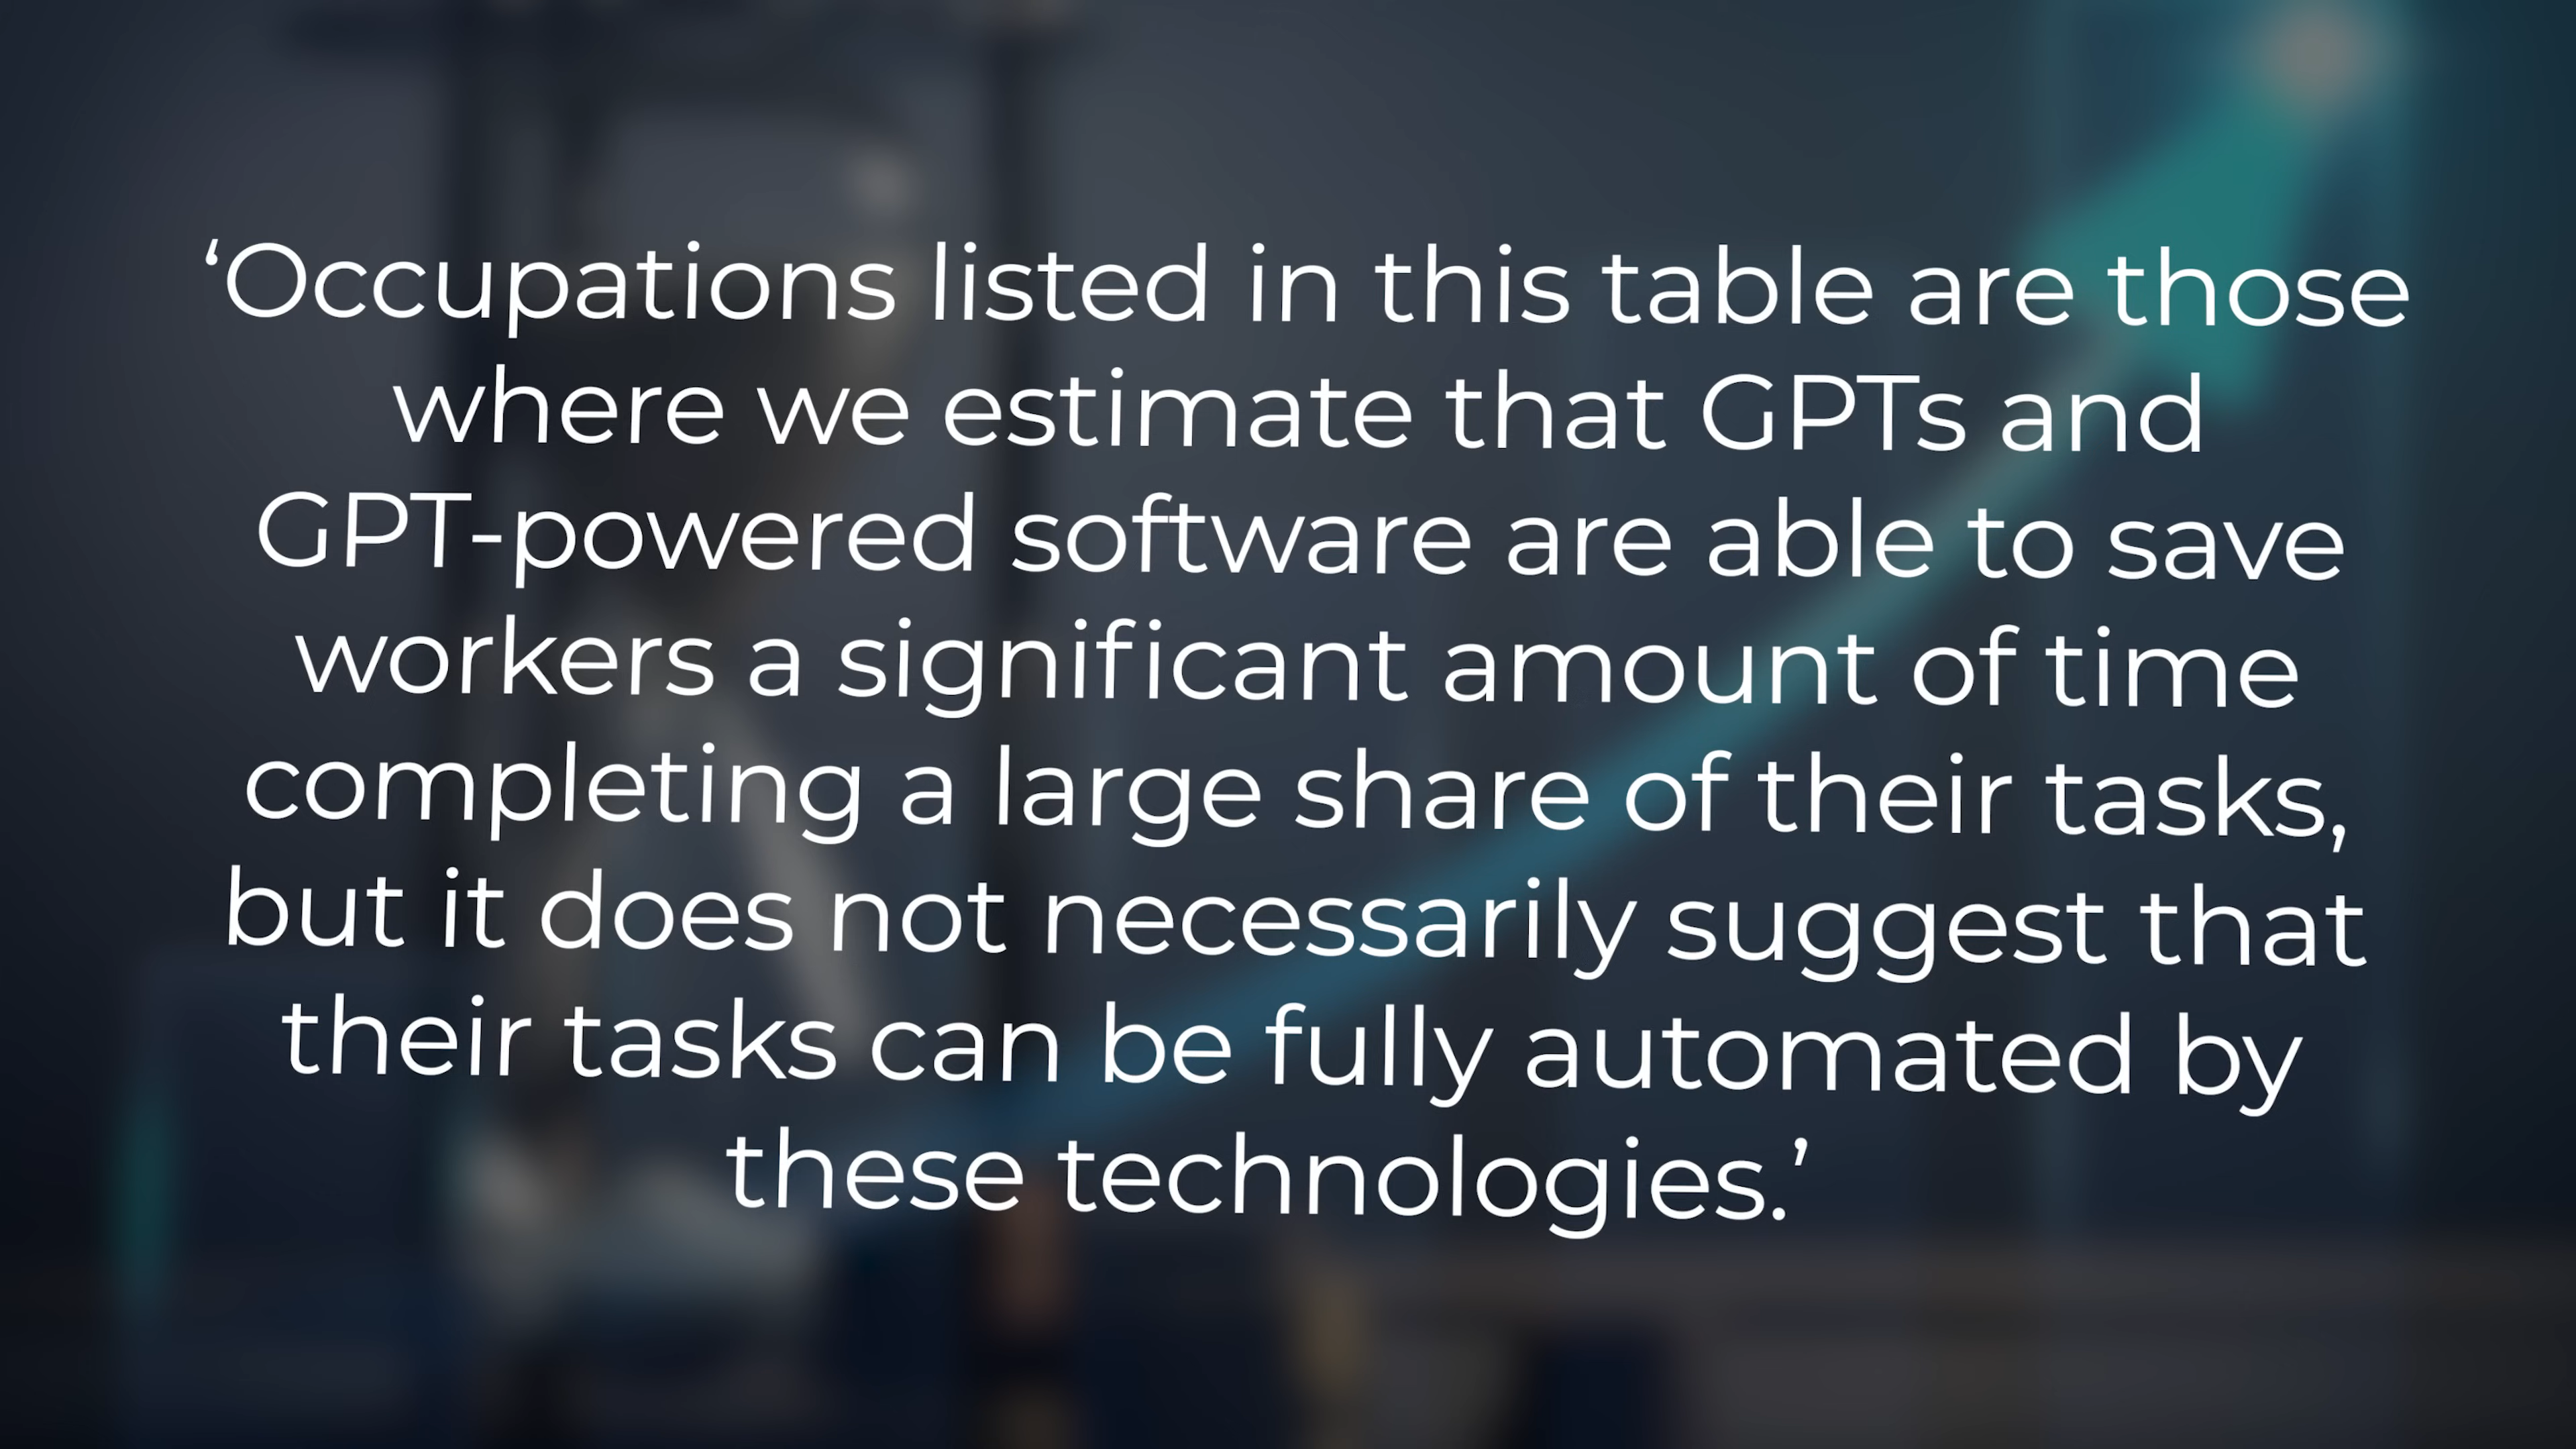 ‘Occupations listed in this table are those
where we estimate that GPTs and
GPT-powered software are able to save
workers a significant amount of time
completing a large share of their tasks,
but it does not necessarily suggest that
their tasks can be fully automated by
these technologies.’